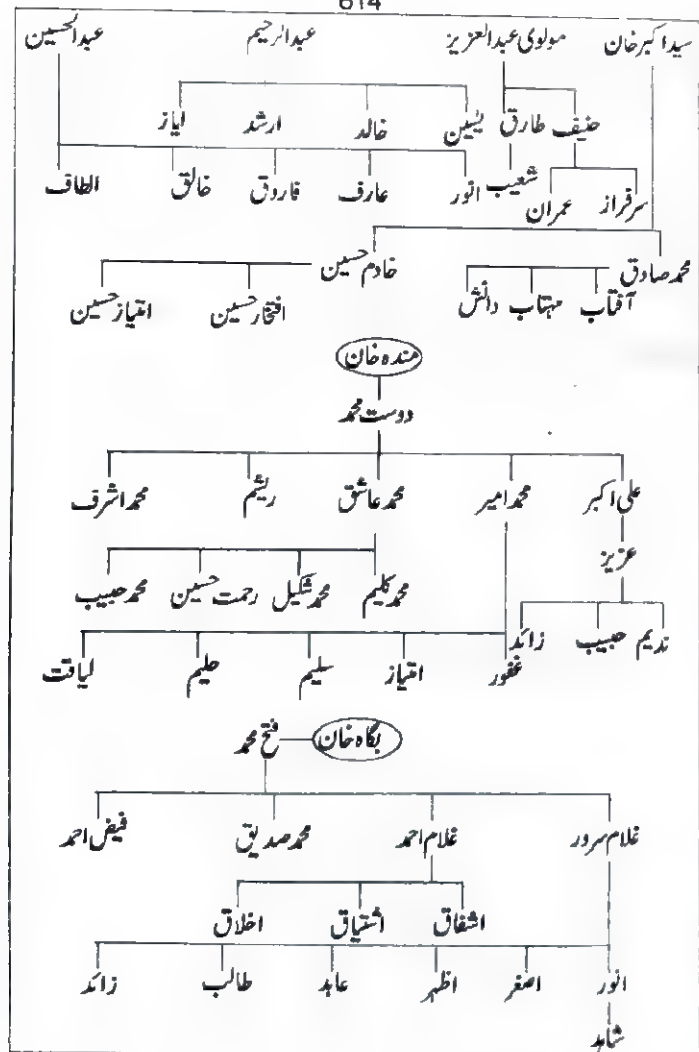 614
سید اکبر خان مولوی عبدالعزیز عبدالرحیم عبدالحسین
حنیف طارق یٰسین خالد ارشد ایاز
سرفراز عمران شعیب انور عارف فاروق خالق الطاف
محمد صادق خادم حسین
آفتاب مہتاب دانش افتخار حسین امتیاز حسین
مندہ خان
دوست محمد
علی اکبر محمد امیر محمد عاشق ریشم محمد اشرف
عزیز
محمد کلیم محمد شکیل رحمت حسین محمد حبیب
ندیم حبیب زائد
غفور امتیاز سلیم حلیم لیاقت
بگاہ خان فتح محمد
غلام سرور غلام احمد محمد صدیق فیض احمد
اشفاق اشتیاق اخلاق
انور اصغر اظہر عابد طالب زائد
شاہد